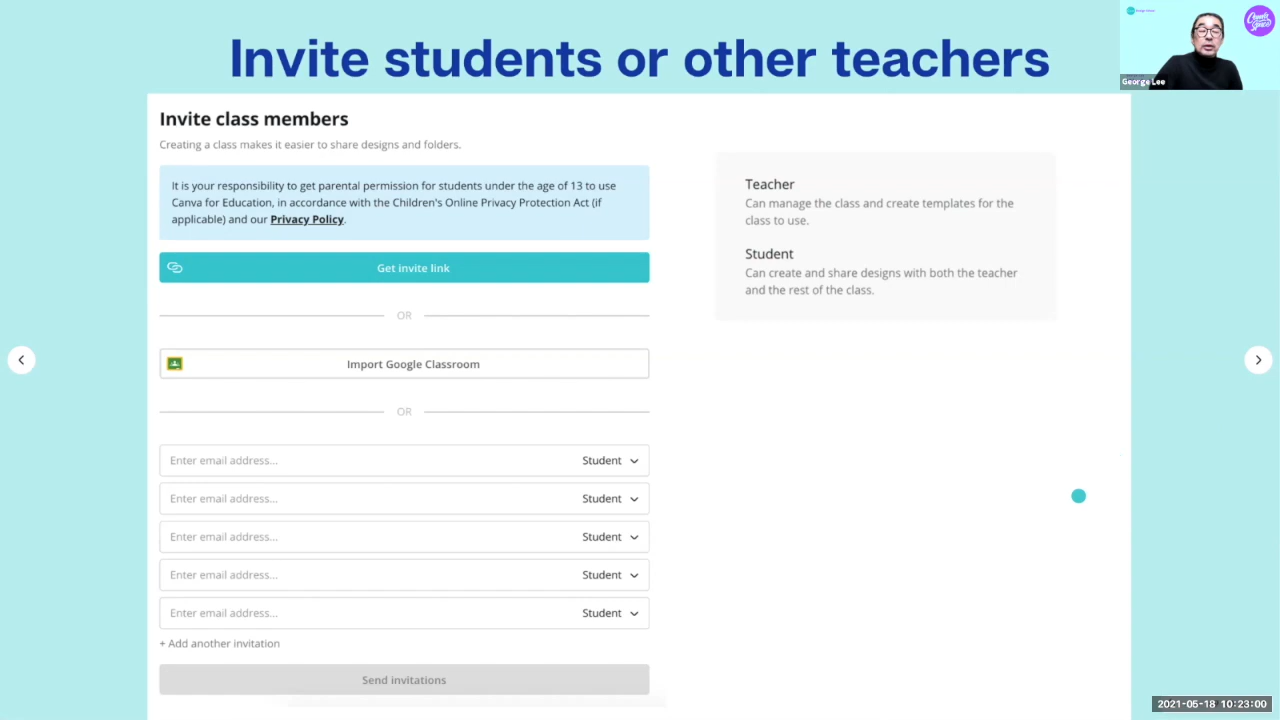 Invite students or other teachers
George Lee
Invite class members
Creating a class makes it easier to share designs and folders.
It is your responsibility to get parental permission for students under the age of 13 to use
Canva for Education, in accordance with the Children's Online Privacy Protection Act (if
applicable) and our Privacy Policy.
Get invite link
OR
Import Google Classroom
OR
Enter email address...
Student
Enter email address...
Student
Enter email address...
Student
Enter email address...
Student
Enter email address...
Student
+ Add another invitation
Send invitations
Teacher
Can manage the class and create templates for the
class to use.
Student
Can create and share designs with both the teacher
and the rest of the class.
2021-05-18 10:23:00